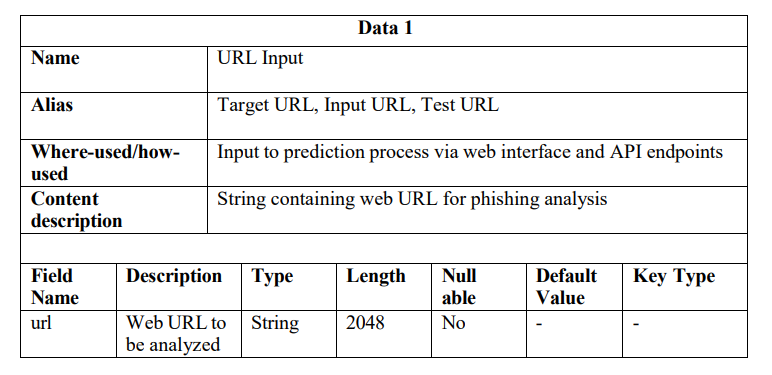 Data 1
Name URL Input
Alias Target URL, Input URL, Test URL
Where-used/how- Input to prediction process via web interface and API endpoints
used
Content String containing web URL for phishing analysis
description
Field Description Type Length Null Default Key Type
Name able Value
url Web URL to String 2048 No - -
be analyzed